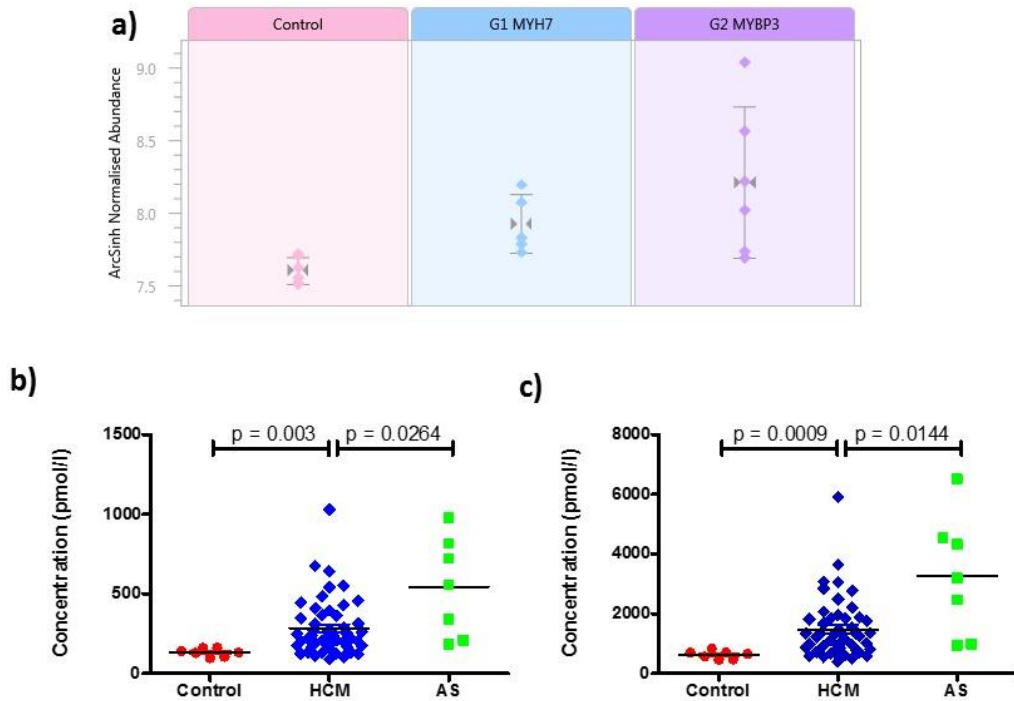 a)
Control G1 MYH7 G2 MYBP3
ArcSinh Normalised Abundance
9.0
8.5
8.0
7.5
b)
Concentration (pmol/l)
1500
1000
500
0
p = 0.003 p = 0.0264
Control HCM AS
c)
Concentration (pmol/l)
8000
6000
4000
2000
0
p = 0.0009 p = 0.0144
Control HCM AS